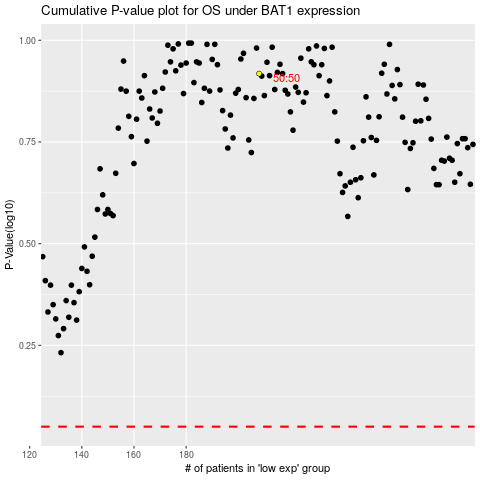 Cumulative P-value plot for OS under BAT1 expression
P-Value(log10)
1.00
0.75
0.50
0.25
50:50
120 140 160 180
# of patients in 'low exp' group